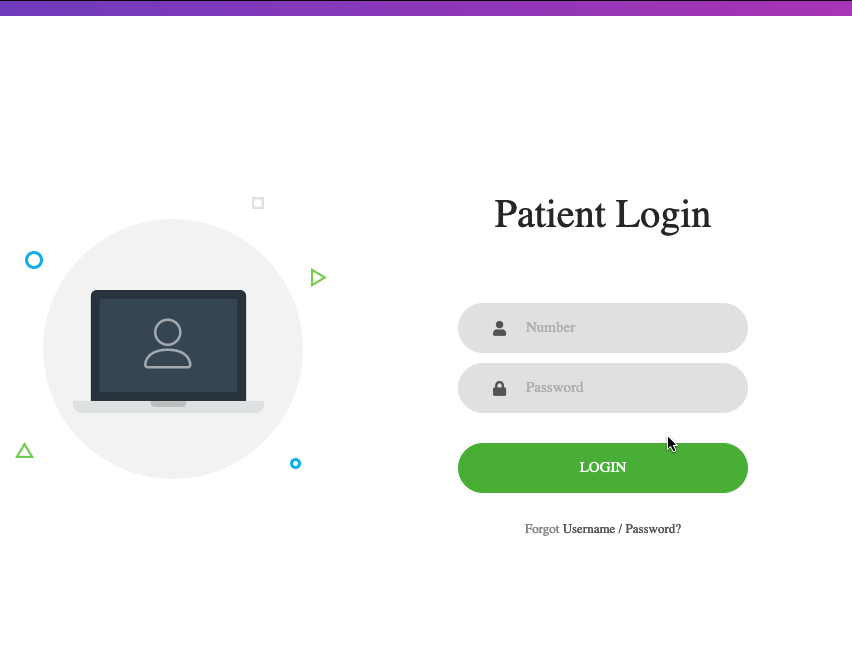 Patient Login
Number
Password
LOGIN
Forgot Username / Password?